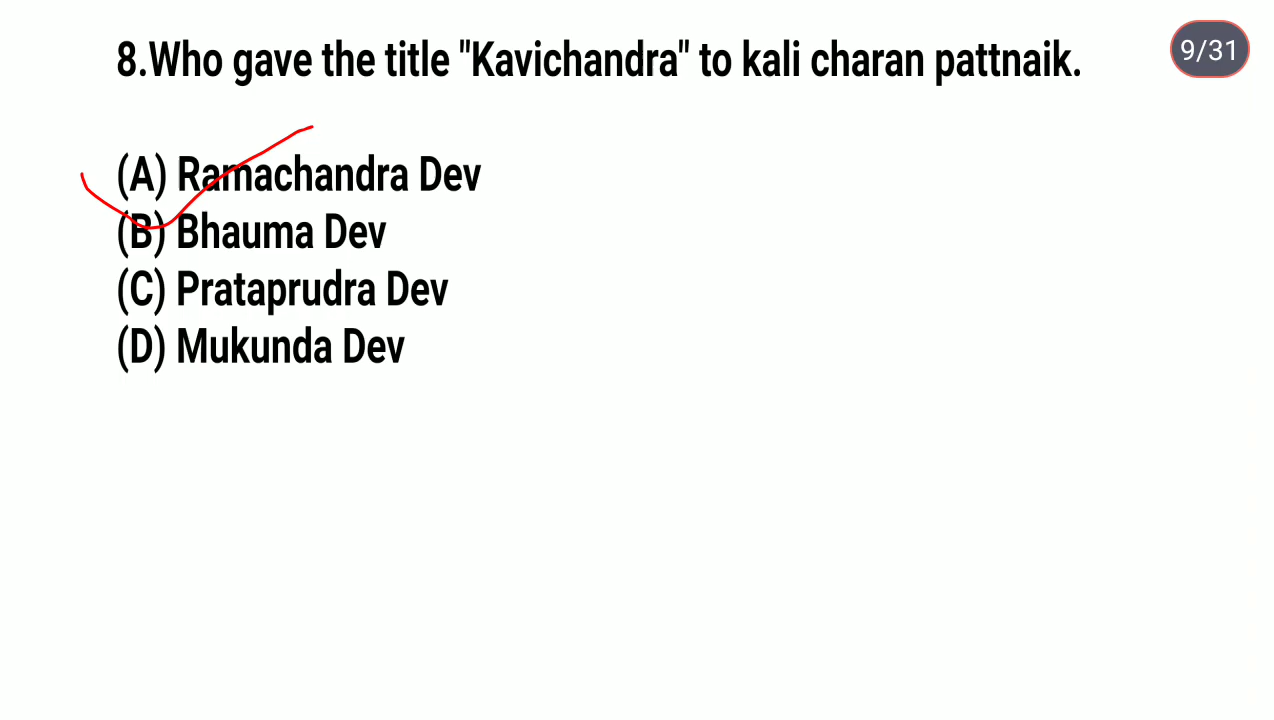 8.Who gave the title "Kavichandra" to kali charan pattnaik.
9/31
(A) Ramachandra Dev
(B) Bhauma Dev
(C) Prataprudra Dev
(D) Mukunda Dev